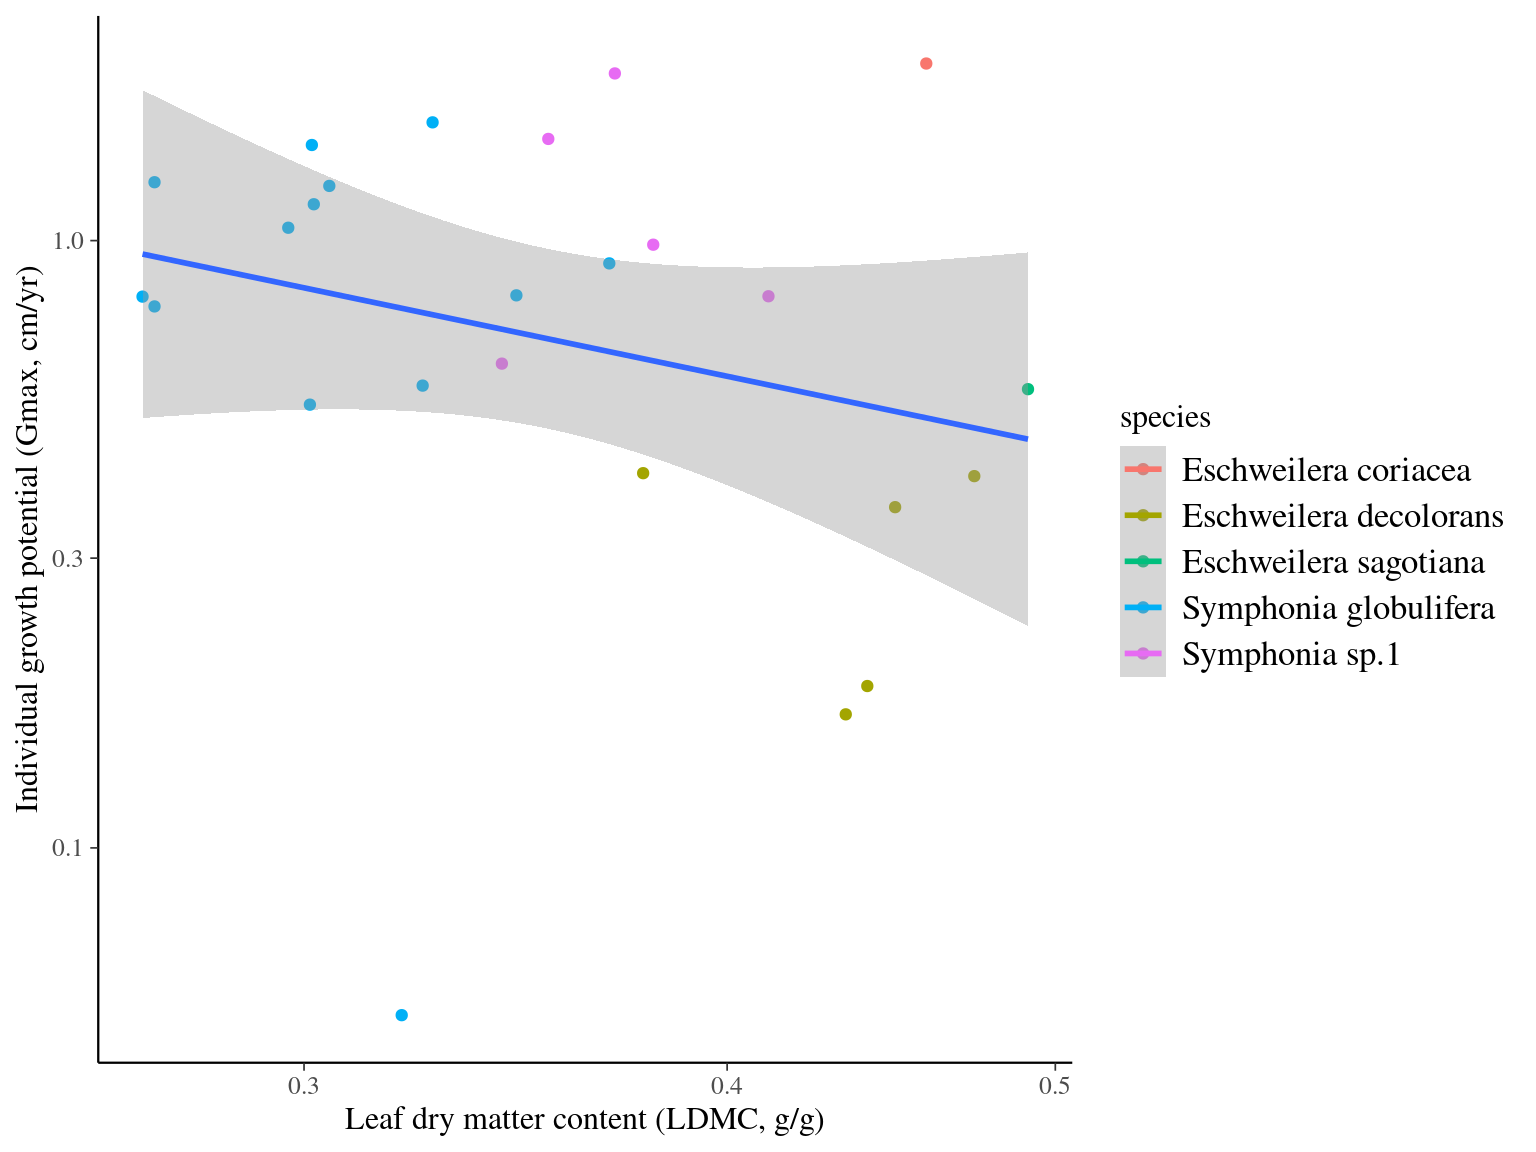 Individual growth potential (Gmax, cm/yr)
1.0
0.3
0.1
0.3
0.4
0.5
Leaf dry matter content (LDMC, g/g)
species
Eschweilera coriacea
Eschweilera decolorans
Eschweilera sagotiana
Symphonia globulifera
Symphonia sp.1